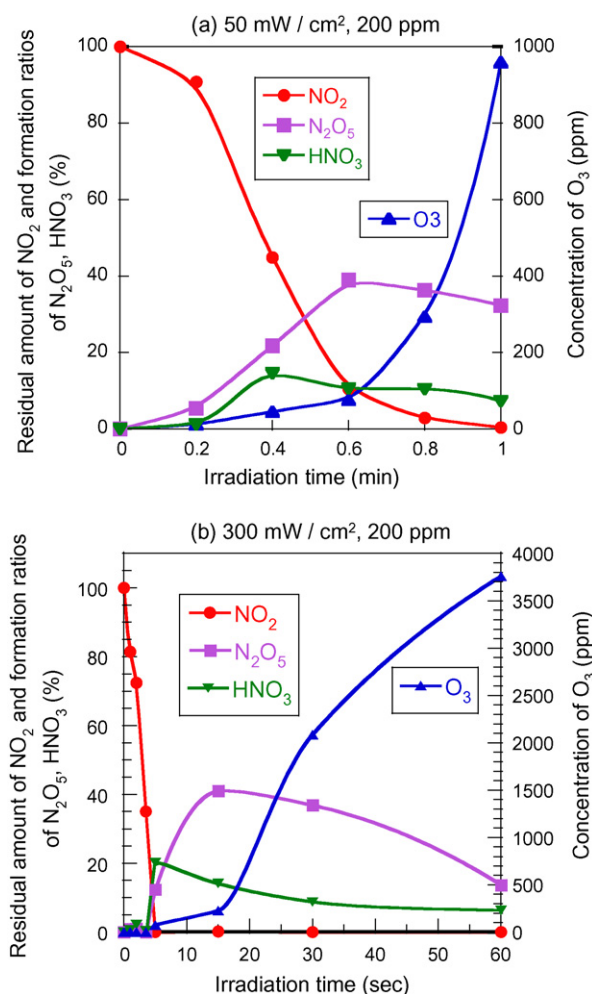 (a) 50 mW / cm², 200 ppm
Residual amount of NO₂ and formation ratios
of N₂O₅, HNO₃ (%)
100
80
60
40
20
0
NO₂
N₂O₅
HNO₃
O3
1000
800
600
400
200
0
Concentration of O₃ (ppm)
0
0.2
0.4
0.6
0.8
1
Irradiation time (min)
(b) 300 mW / cm², 200 ppm
Residual amount of NO₂ and formation ratios
of N₂O₅, HNO₃ (%)
100
80
60
40
20
0
NO₂
N₂O₅
HNO₃
O₃
4000
3500
3000
2500
2000
1500
1000
500
0
Concentration of O₃ (ppm)
0
10
20
30
40
50
60
Irradiation time (sec)